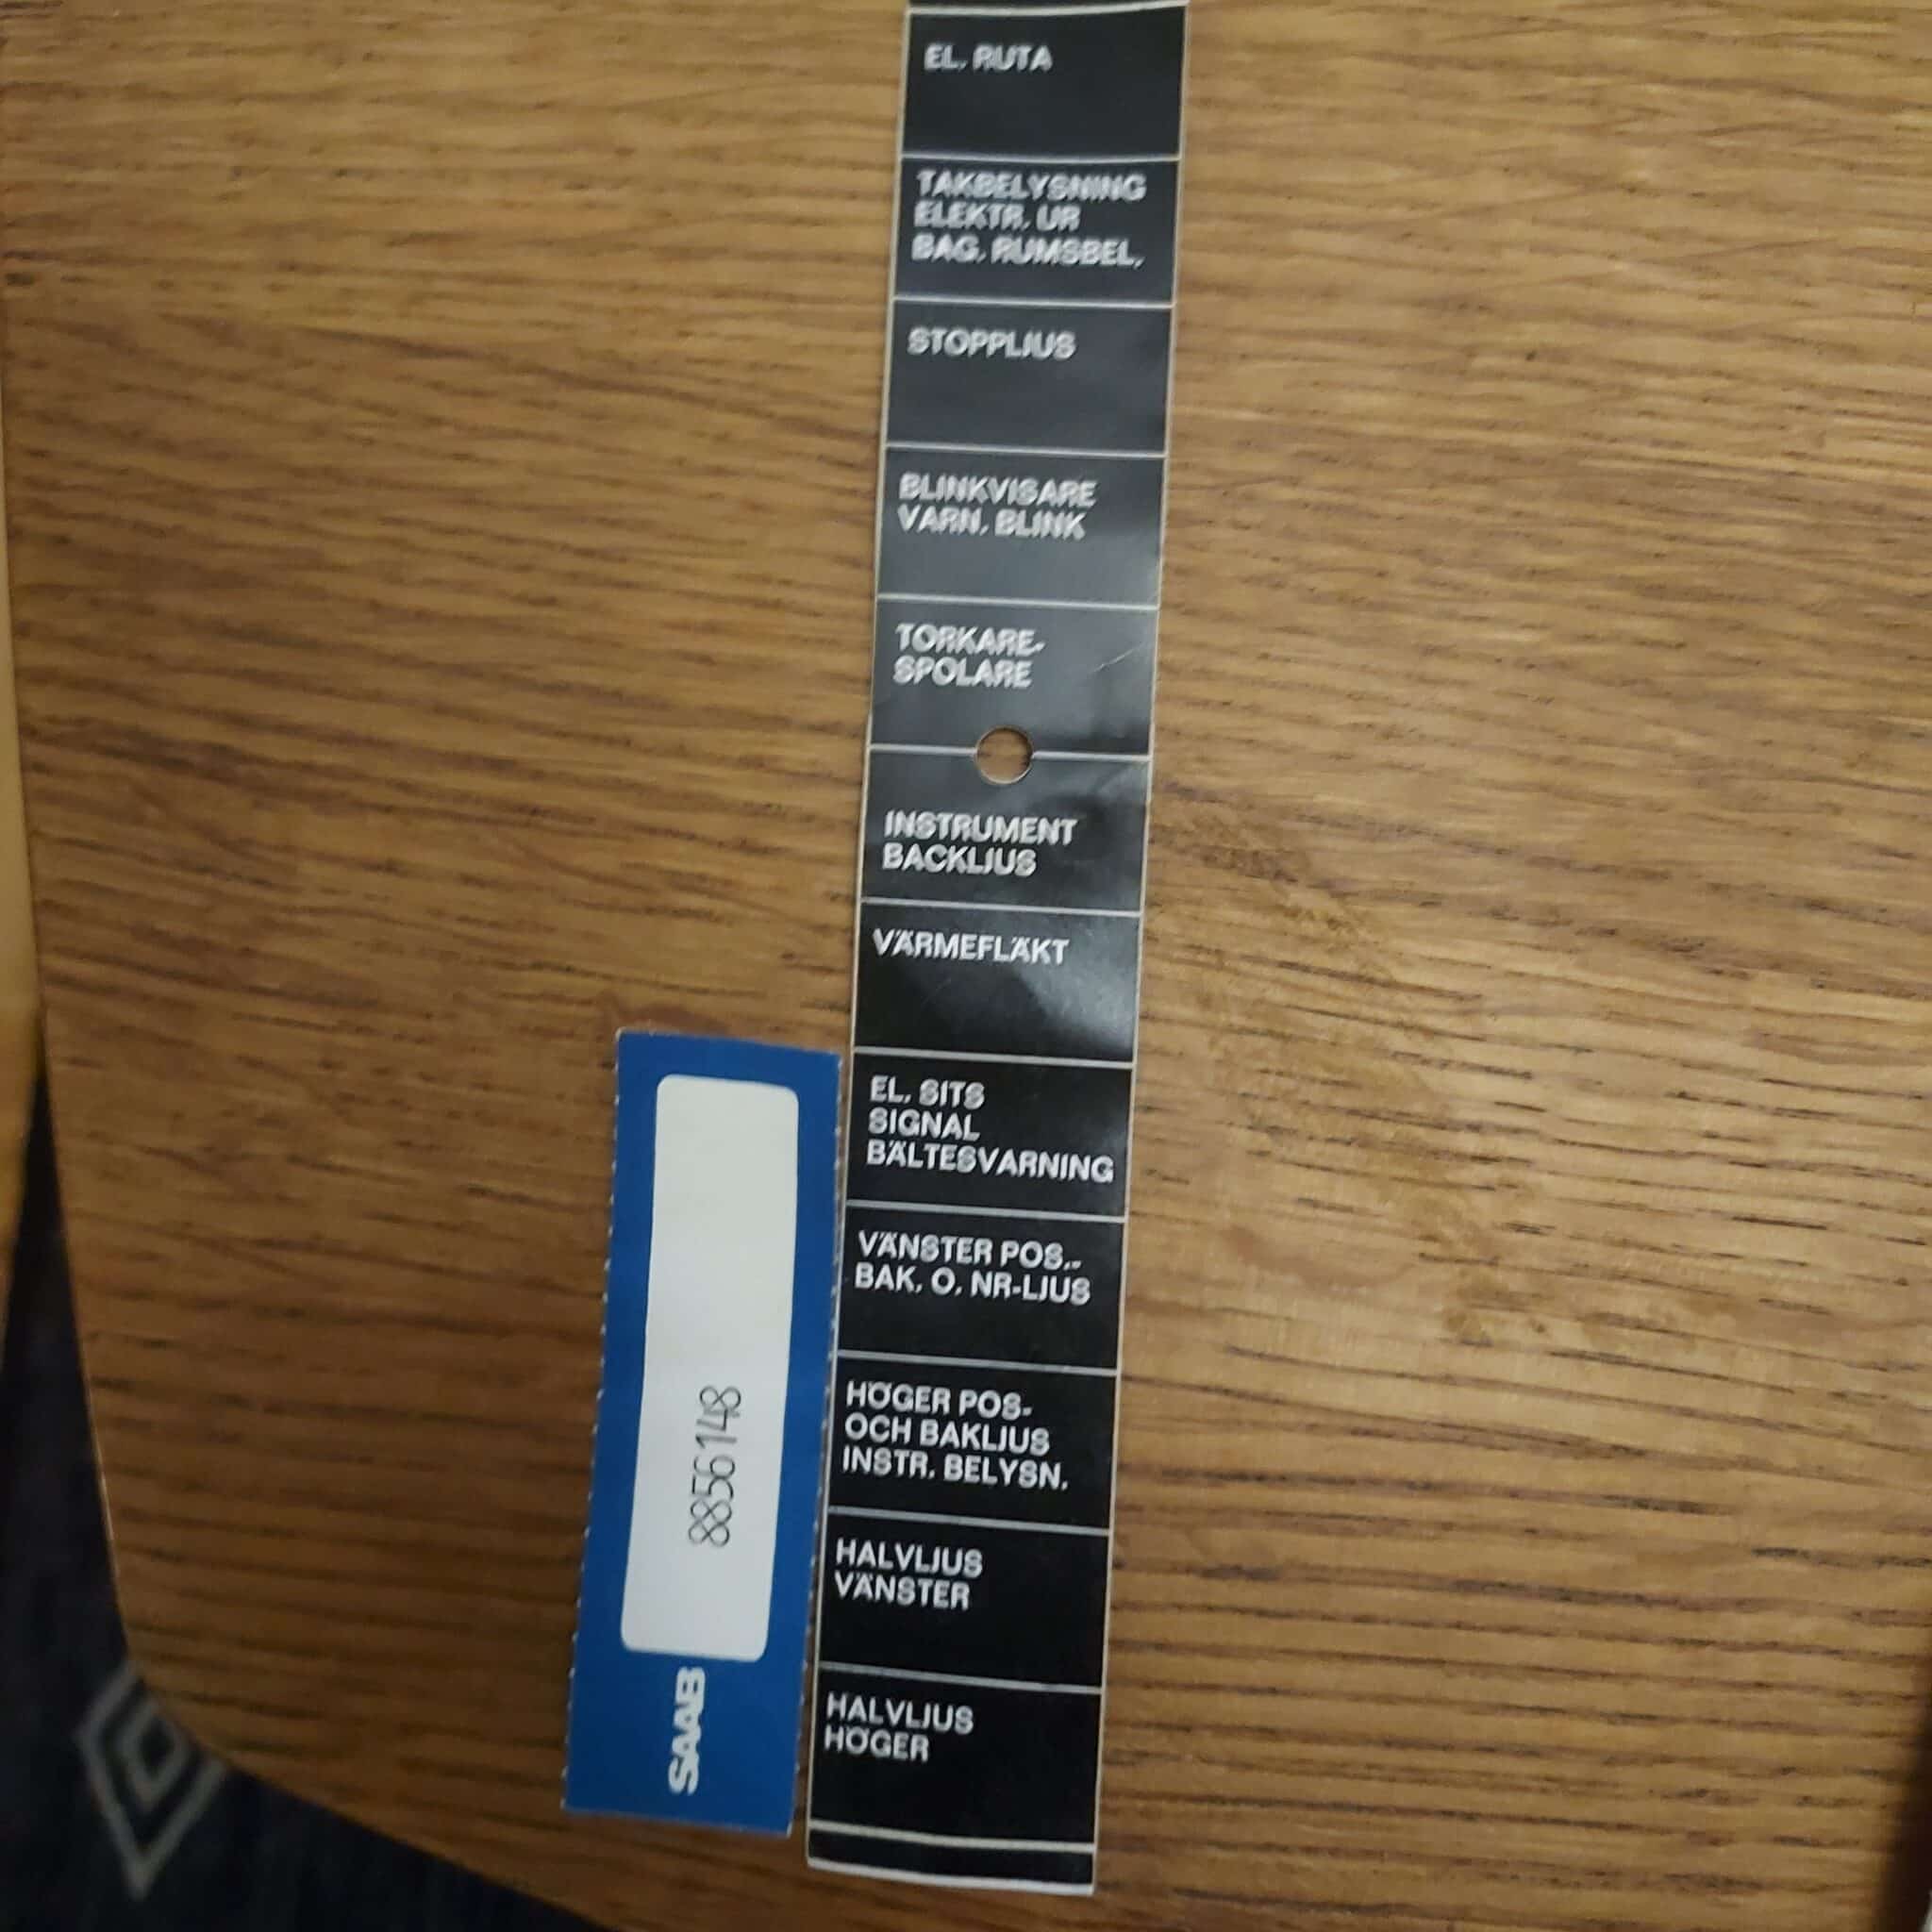 EL. RUTA
TAKBELYSNING
ELEKTR. UR
BAG. RUMSBEL.
STOPPLJUS
BLINKVISARE
VARN. BLINK
TORKARE-
SPOLARE
INSTRUMENT
BACKLJUS
VÄRMEFLÄKT
EL. SITS
SIGNAL
BÄLTESVARNING
VÄNSTER POS.-
BAK. O. NR-LJUS
HÖGER POS-
OCH BAKLJUS
INSTR. BELYSN.
HALVLJUS
VÄNSTER
HALVLJUS
HÖGER
SAAB
8856148